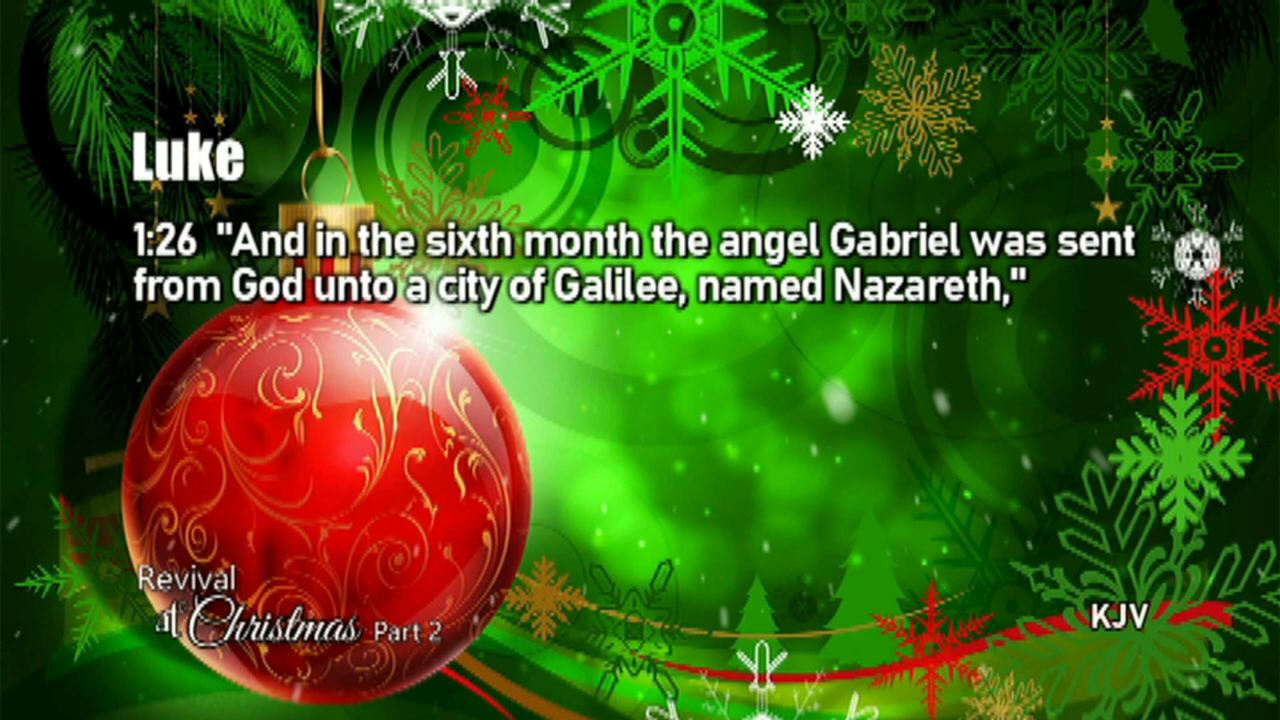 Luke
1:26 "And in the sixth month the angel Gabriel was sent
from God unto a city of Galilee, named Nazareth,"
Revival
at Christmas Part 2
KJV